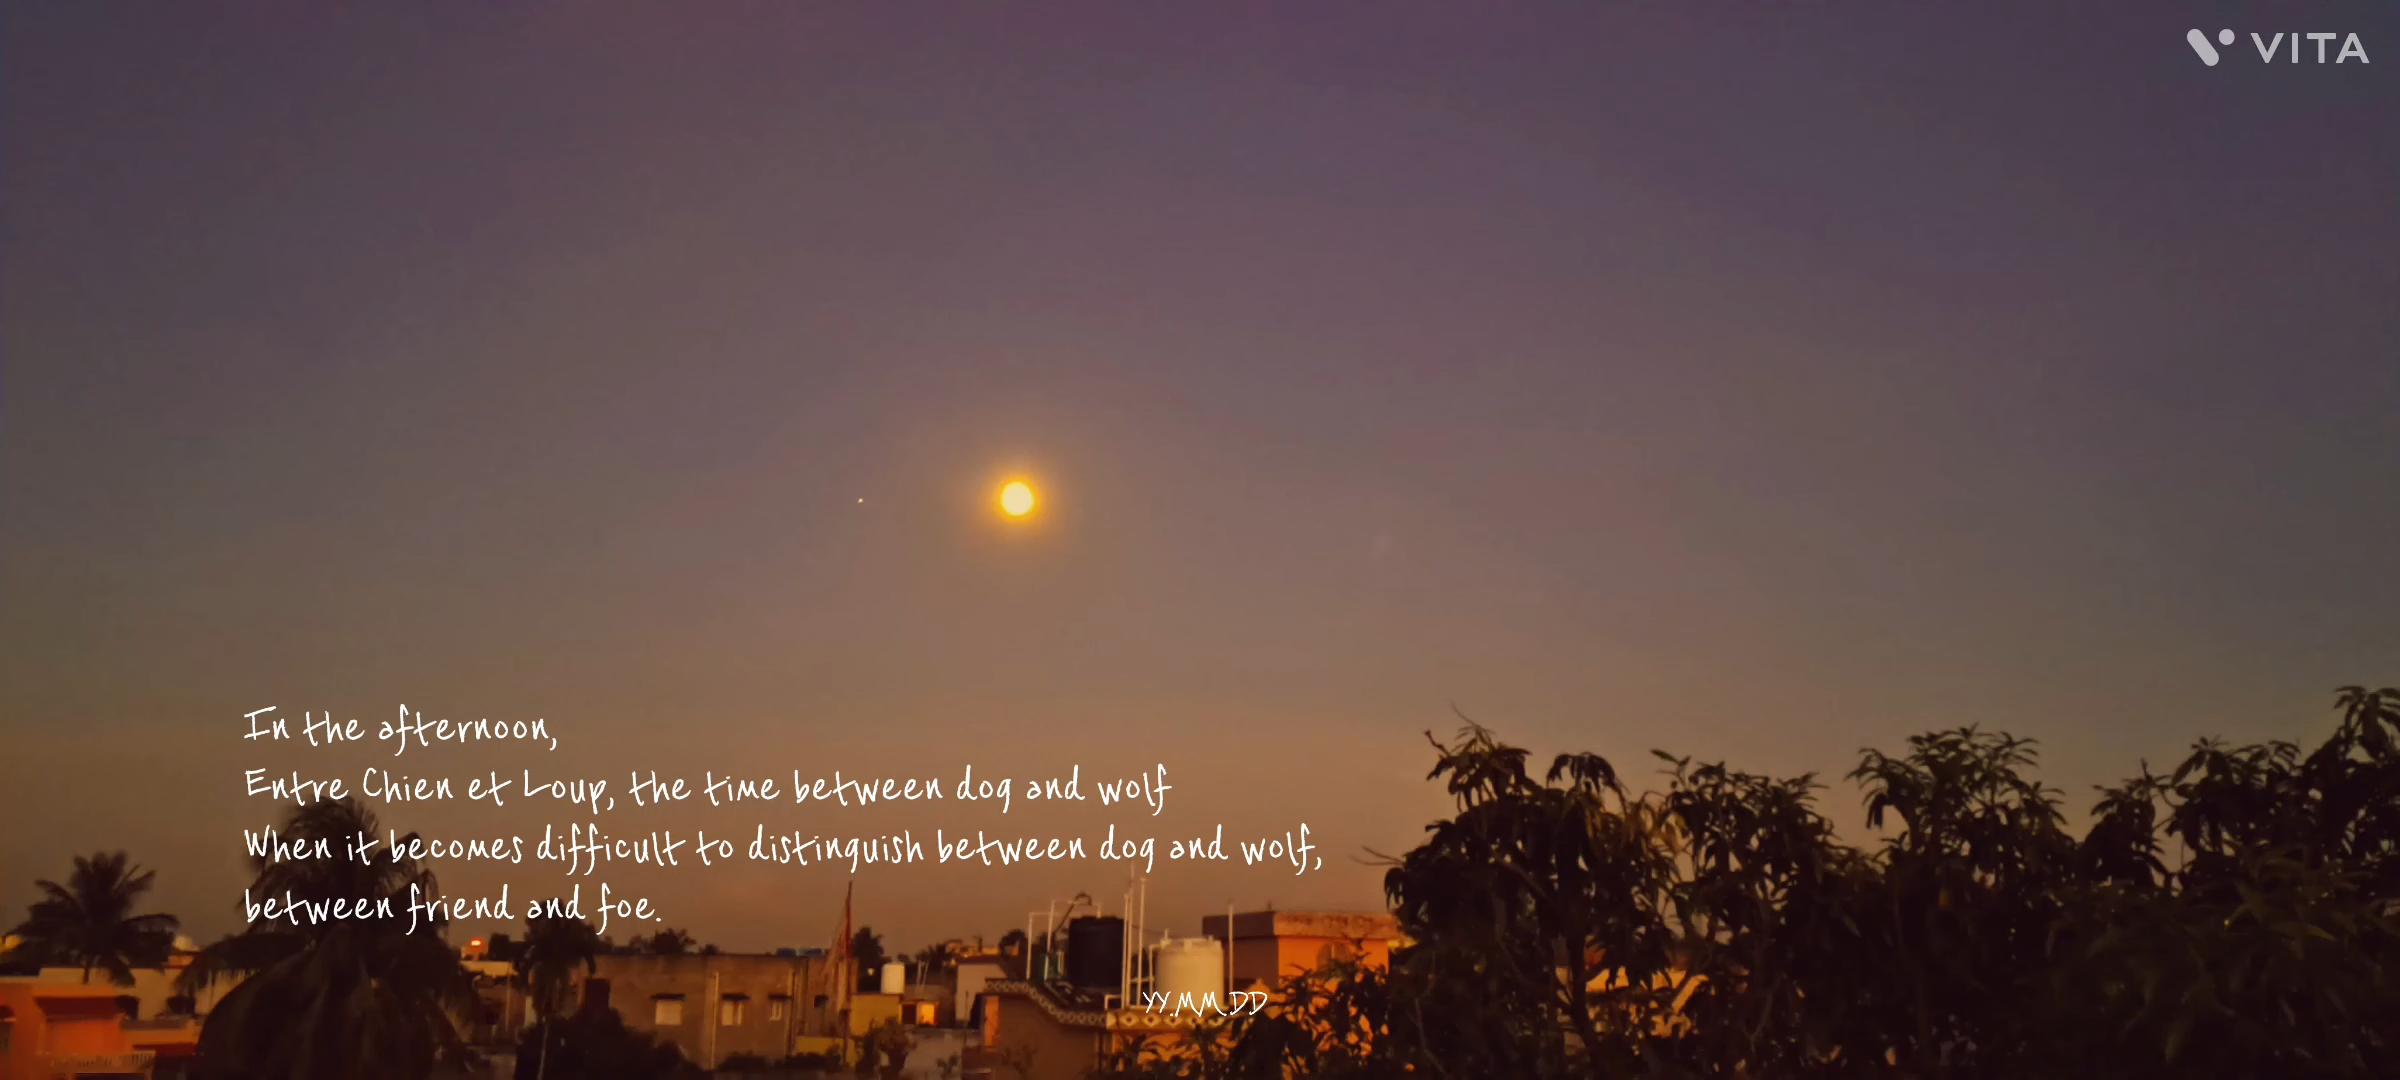 VITA
In the afternoon,
Entre Chien et Loup, the time between dog and wolf
When it becomes difficult to distinguish between dog and wolf,
between friend and foe.
YY.MM.DD